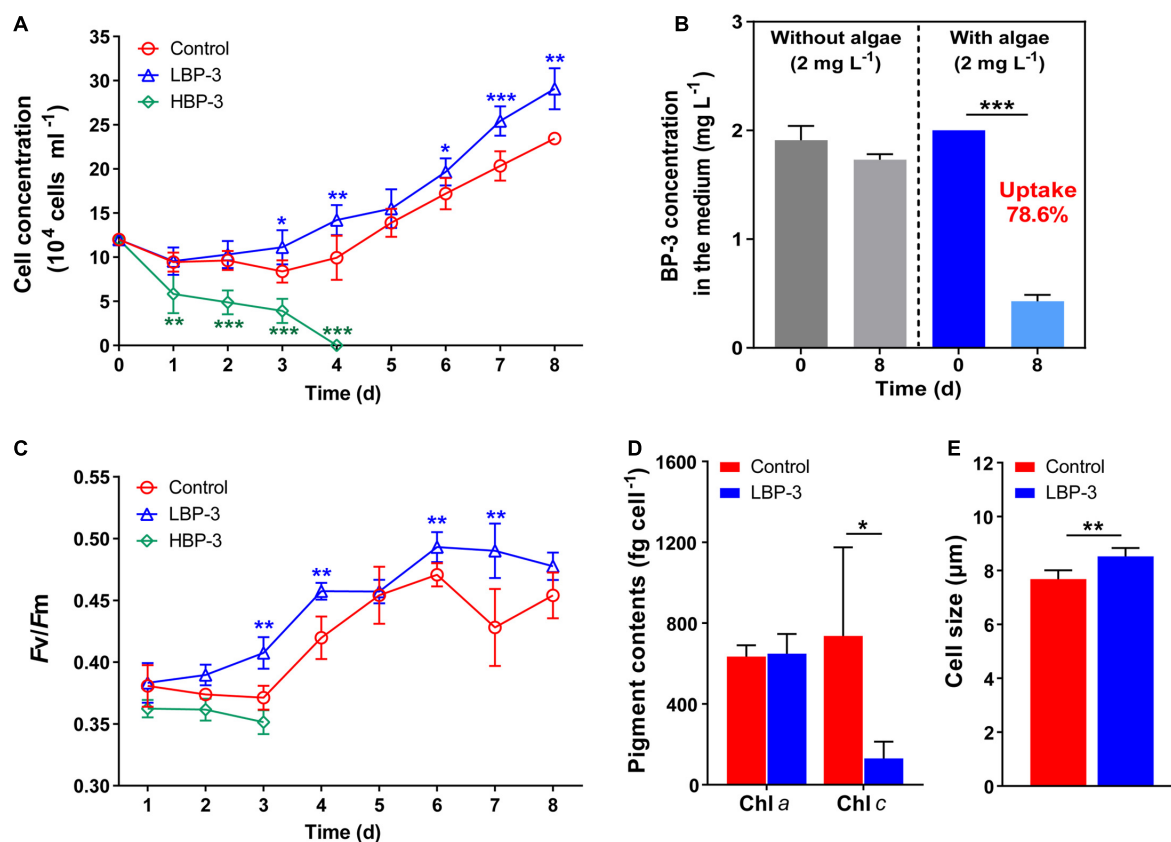 A
Cell concentration
(10⁴ cells ml⁻¹)
35
30
25
20
15
10
5
0
Control
LBP-3
HBP-3
*
**
*
***
**
**
***
***
***
0 1 2 3 4 5 6 7 8
Time (d)
B
BP-3 concentration
in the medium (mg L⁻¹)
3
2
1
0
Without algae
(2 mg L⁻¹)
With algae
(2 mg L⁻¹)
***
Uptake
78.6%
0 8 0 8
Time (d)
C
Fv/Fm
0.55
0.50
0.45
0.40
0.35
0.30
Control
LBP-3
HBP-3
**
**
**
**
1 2 3 4 5 6 7 8
Time (d)
D
Pigment contents (fg cell⁻¹)
1600
1200
800
400
0
Control
LBP-3
*
Chl a Chl c
E
Cell size (μm)
12
10
8
6
4
2
0
Control
LBP-3
**